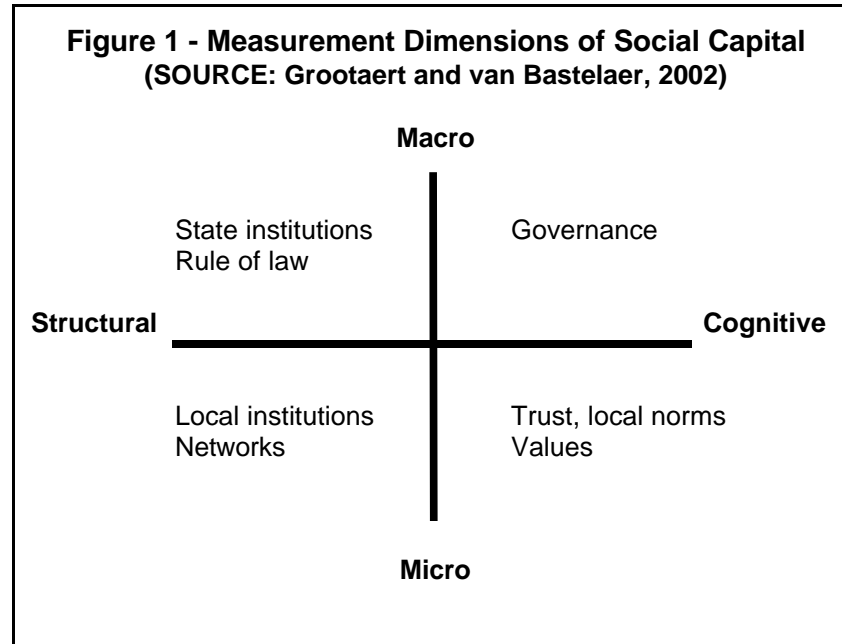 Figure 1 - Measurement Dimensions of Social Capital
(SOURCE: Grootaert and van Bastelaer, 2002)
Macro
State institutions
Rule of law
Governance
Structural
Cognitive
Local institutions
Networks
Trust, local norms
Values
Micro